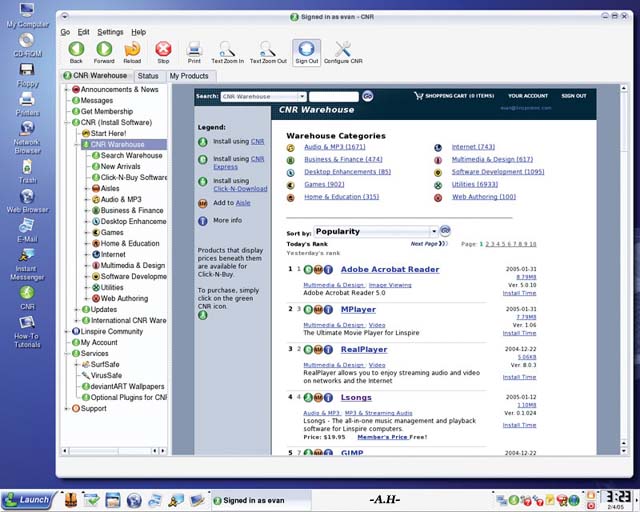 My Computer
CD-ROM
Floppy
Printers
Network
Browser
Trash
Web Browser
E-Mail
Instant
Messenger
CNR
How-To
Tutorials
Signed in as evan - CNR
Go Edit Settings Help
Back Forward Reload Stop Print Text Zoom In Text Zoom Out Sign Out Configure CNR
CNR Warehouse Status My Products
Announcements & News
Messages
Get Membership
CNR (Install Software)
Start Here!
CNR Warehouse
Search Warehouse
New Arrivals
Click-N-Buy Software
Aisles
Audio & MP3
Business & Finance
Desktop Enhanceme
Games
Home & Education
Internet
Multimedia & Design
Software Developme
Utilities
Web Authoring
Updates
International CNR Ware
Linspire Community
My Account
Services
SurfSafe
VirusSafe
deviantART Wallpapers
Optional Plugins for CNR
Support
Search: CNR Warehouse Go SHOPPING CART (0 ITEMS) YOUR ACCOUNT SIGN OUT
CNR Warehouse
Legend:
Install using CNR
Install using CNR
Express
Install using
Click-N-Download
Add to Aisle
More info
Products that display
prices beneath them
are available for
Click-N-Buy.
To purchase, simply
click on the green
CNR icon.
Warehouse Categories
Audio & MP3 (1671) Internet (743)
Business & Finance (474) Multimedia & Design (617)
Desktop Enhancements (85) Software Development (1095)
Games (902) Utilities (6933)
Home & Education (315) Web Authoring (100)
Sort by: Popularity Go
Today's Rank Next Page Page: 1 2 3 4 5 6 7 8 9 10
Yesterday's rank
1 1 Adobe Acrobat Reader 2005-01-31
8.79MB
Multimedia & Design Image Viewing Ver. 5.0.10
Adobe Acrobat Reader 5.0 Install Time
2 3 MPlayer 2005-01-31
7.79MB
Multimedia & Design Video Ver. 1.06
The Ultimate Movie Player for Linspire Install Time
3 2 RealPlayer 2004-12-22
5.06KB
Multimedia & Design Video Ver. 8.0.3
RealPlayer allows you to enjoy streaming audio and video
on networks and the Internet Install Time
4 4 Lsongs 2005-01-12
1.10MB
Audio & MP3 MP3 & Streaming Audio Ver. 0.1.024
Lsongs - The all-in-one music management and playback
software for Linspire computers. Install Time
Price: $19.95 Member's Price Free!
5 7 GIMP 2004-12-22
Launch Signed in as evan -A.H- 3:23
2/4/05